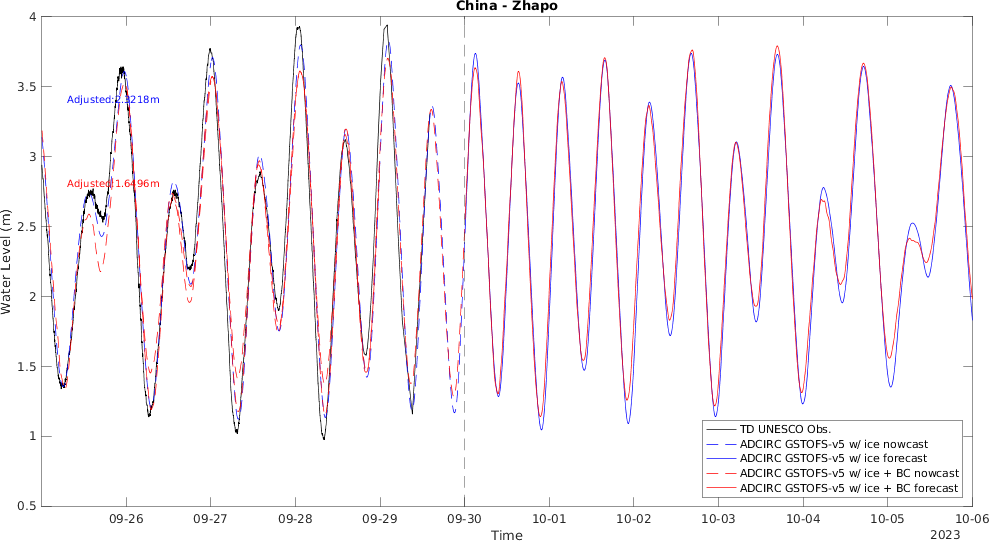 China - Zhapo
4
3.5
3
2.5
2
1.5
1
0.5
Water Level (m)
Adjusted:2.3218m
Adjusted:1.6496m
TD UNESCO Obs.
ADCIRC GSTOFS-v5 w/ ice nowcast
ADCIRC GSTOFS-v5 w/ ice forecast
ADCIRC GSTOFS-v5 w/ ice + BC nowcast
ADCIRC GSTOFS-v5 w/ ice + BC forecast
09-26 09-27 09-28 09-29 09-30 10-01 10-02 10-03 10-04 10-05 10-06
Time
2023